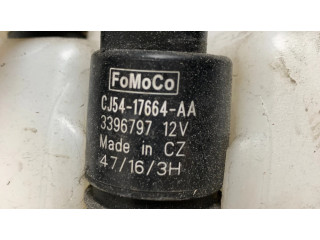 FoMoCo
CJ54-17664-AA
3396797 12V
Made in CZ
47/16/3H